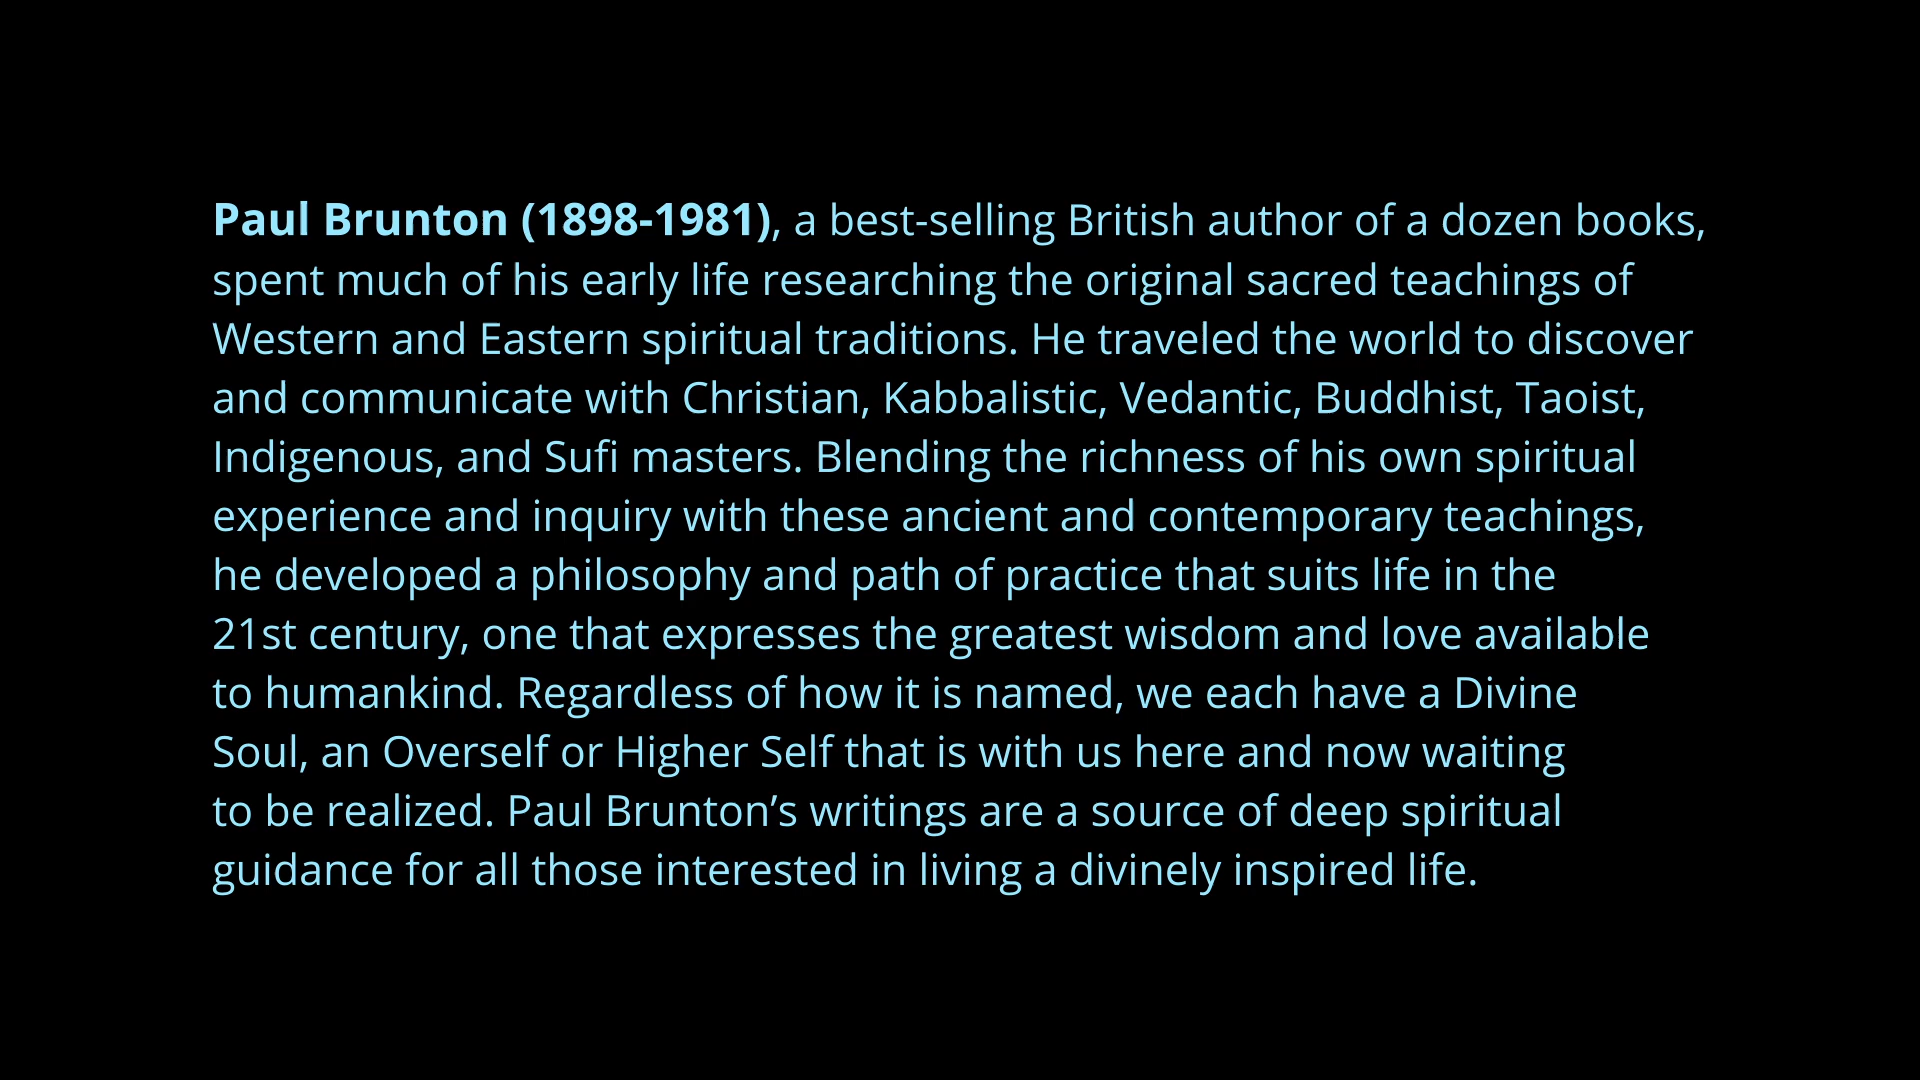 Paul Brunton (1898-1981), a best-selling British author of a dozen books,
spent much of his early life researching the original sacred teachings of
Western and Eastern spiritual traditions. He traveled the world to discover
and communicate with Christian, Kabbalistic, Vedantic, Buddhist, Taoist,
Indigenous, and Sufi masters. Blending the richness of his own spiritual
experience and inquiry with these ancient and contemporary teachings,
he developed a philosophy and path of practice that suits life in the
21st century, one that expresses the greatest wisdom and love available
to humankind. Regardless of how it is named, we each have a Divine
Soul, an Overself or Higher Self that is with us here and now waiting
to be realized. Paul Brunton’s writings are a source of deep spiritual
guidance for all those interested in living a divinely inspired life.